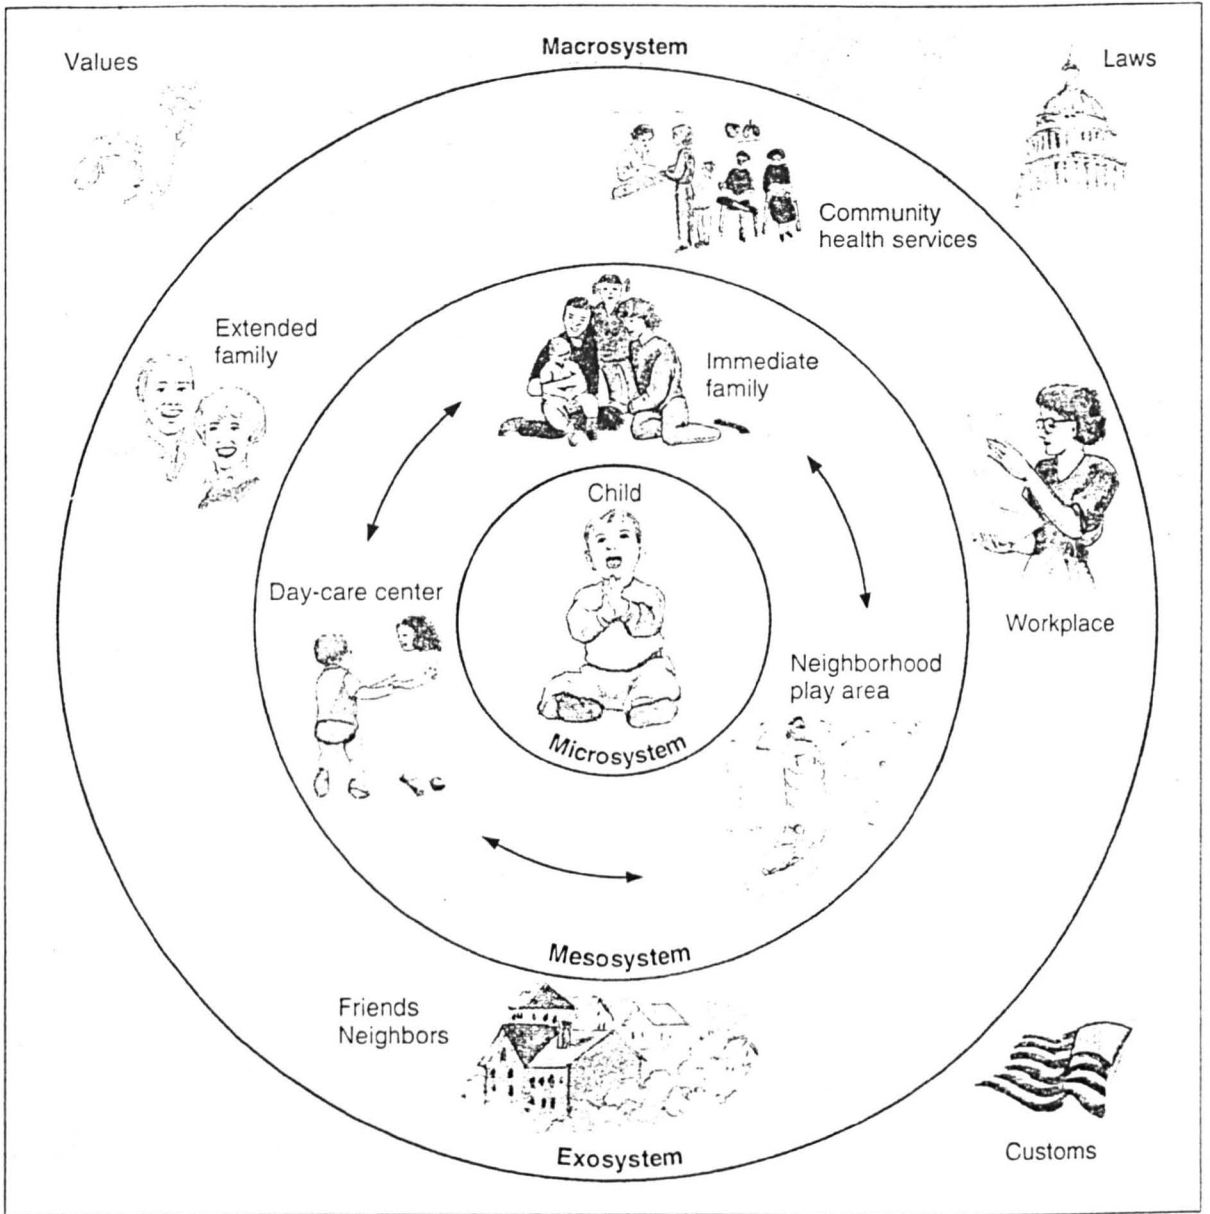 Macrosystem
Values
Laws
Community
health services
Extended
family
Immediate
family
Child
Day-care center
Workplace
Neighborhood
play area
Microsystem
Mesosystem
Friends
Neighbors
Exosystem
Customs